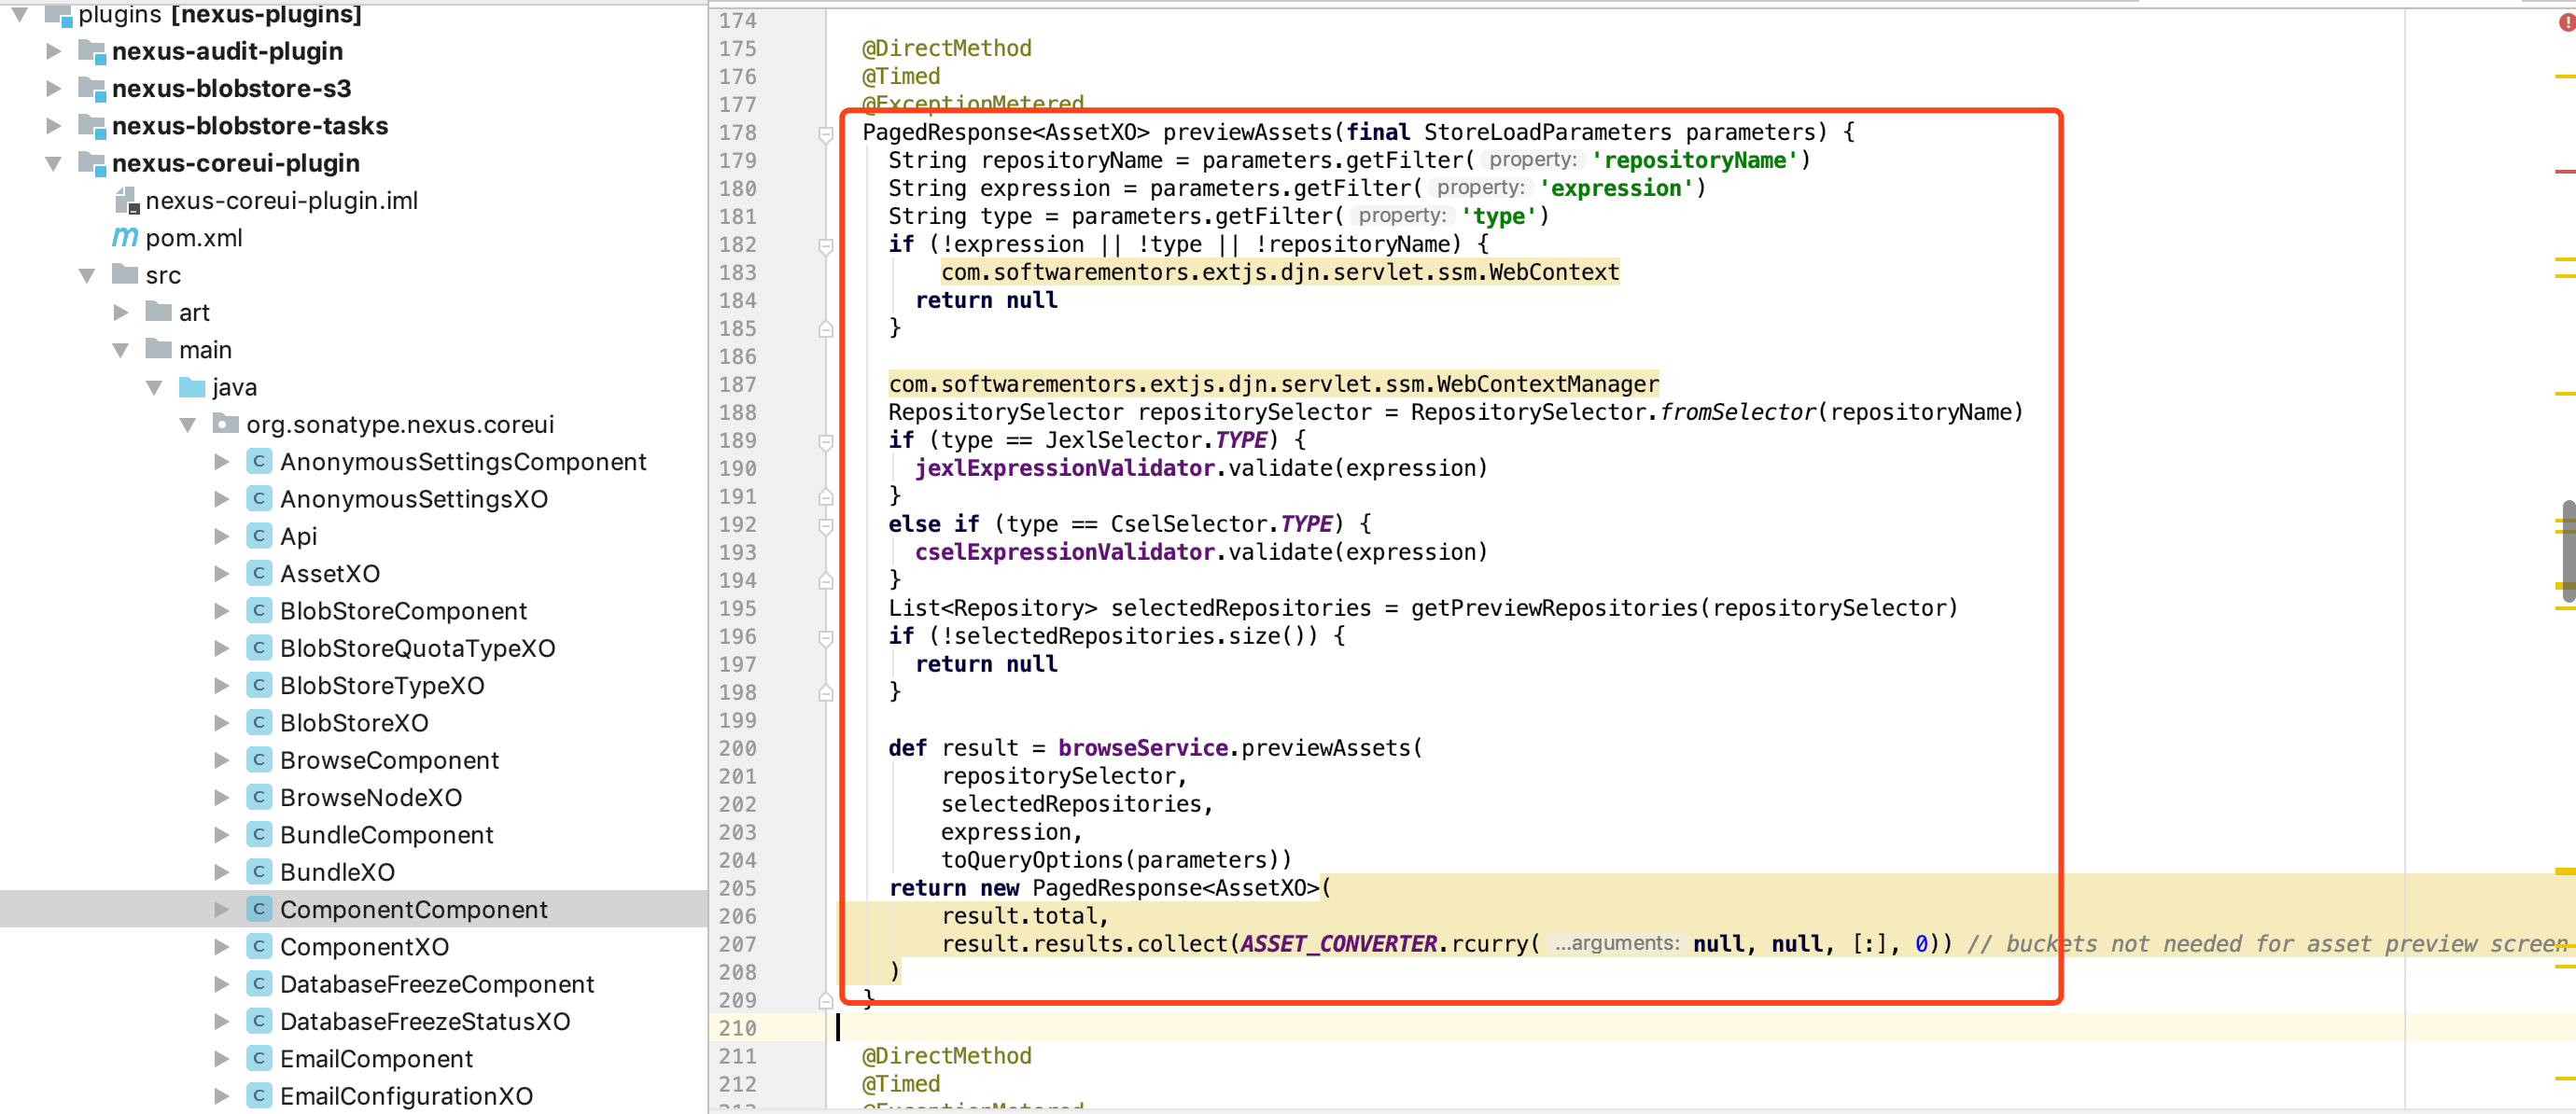 plugins [nexus-plugins]
nexus-audit-plugin
nexus-blobstore-s3
nexus-blobstore-tasks
nexus-coreui-plugin
nexus-coreui-plugin.iml
m pom.xml
src
art
main
java
org.sonatype.nexus.coreui
C AnonymousSettingsComponent
C AnonymousSettingsXO
C Api
C AssetXO
C BlobStoreComponent
C BlobStoreQuotaTypeXO
C BlobStoreTypeXO
C BlobStoreXO
C BrowseComponent
C BrowseNodeXO
C BundleComponent
C BundleXO
C ComponentComponent
C ComponentXO
C DatabaseFreezeComponent
C DatabaseFreezeStatusXO
C EmailComponent
C EmailConfigurationXO
174
175 @DirectMethod
176 @Timed
177 @ExceptionMetered
178 PagedResponse<AssetXO> previewAssets(final StoreLoadParameters parameters) {
179 String repositoryName = parameters.getFilter( property: 'repositoryName')
180 String expression = parameters.getFilter( property: 'expression')
181 String type = parameters.getFilter( property: 'type')
182 if (!expression || !type || !repositoryName) {
183 com.softwarementors.extjs.djn.servlet.ssm.WebContext
184 return null
185 }
186
187 com.softwarementors.extjs.djn.servlet.ssm.WebContextManager
188 RepositorySelector repositorySelector = RepositorySelector.fromSelector(repositoryName)
189 if (type == JexlSelector.TYPE) {
190 jexlExpressionValidator.validate(expression)
191 }
192 else if (type == CselSelector.TYPE) {
193 cselExpressionValidator.validate(expression)
194 }
195 List<Repository> selectedRepositories = getPreviewRepositories(repositorySelector)
196 if (!selectedRepositories.size()) {
197 return null
198 }
199
200 def result = browseService.previewAssets(
201 repositorySelector,
202 selectedRepositories,
203 expression,
204 toQueryOptions(parameters))
205 return new PagedResponse<AssetXO>(
206 result.total,
207 result.results.collect(ASSET_CONVERTER.rcurry( ...arguments: null, null, [:], 0)) // buckets not needed for asset preview screen
208 )
209 }
210
211 @DirectMethod
212 @Timed
213 @ExceptionMetered